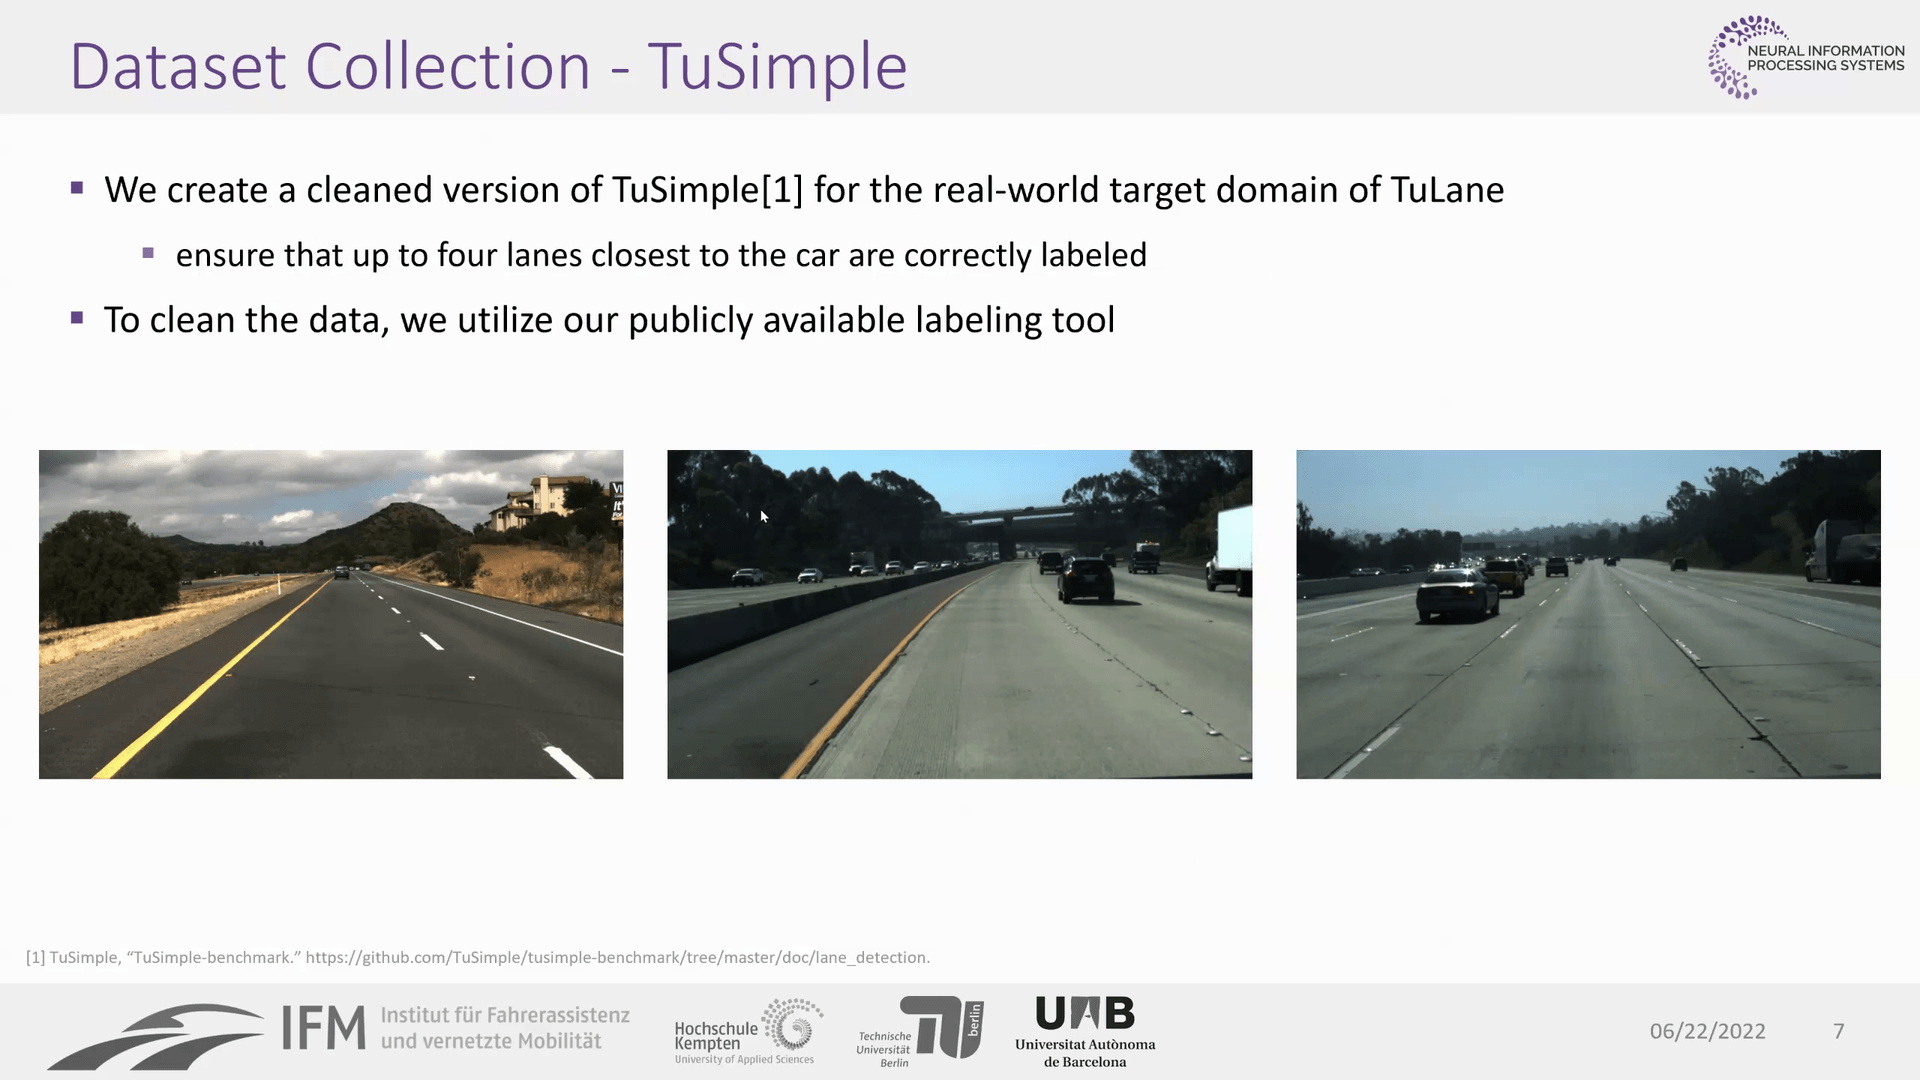 Dataset Collection - TuSimple
NEURAL INFORMATION
PROCESSING SYSTEMS
We create a cleaned version of TuSimple[1] for the real-world target domain of TuLane
ensure that up to four lanes closest to the car are correctly labeled
To clean the data, we utilize our publicly available labeling tool
[1] TuSimple, “TuSimple-benchmark.” https://github.com/TuSimple/tusimple-benchmark/tree/master/doc/lane_detection.
IFM
Institut für Fahrerassistenz
und vernetzte Mobilität
Hochschule
Kempten
University of Applied Sciences
Technische
Universität
Berlin
berlin
UAB
Universitat Autònoma
de Barcelona
06/22/2022
7